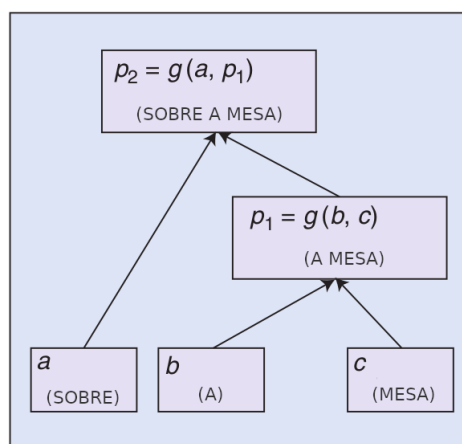 p₂ = g(a, p₁)
(SOBRE A MESA)
p₁ = g(b, c)
(A MESA)
a
(SOBRE)
b
(A)
c
(MESA)